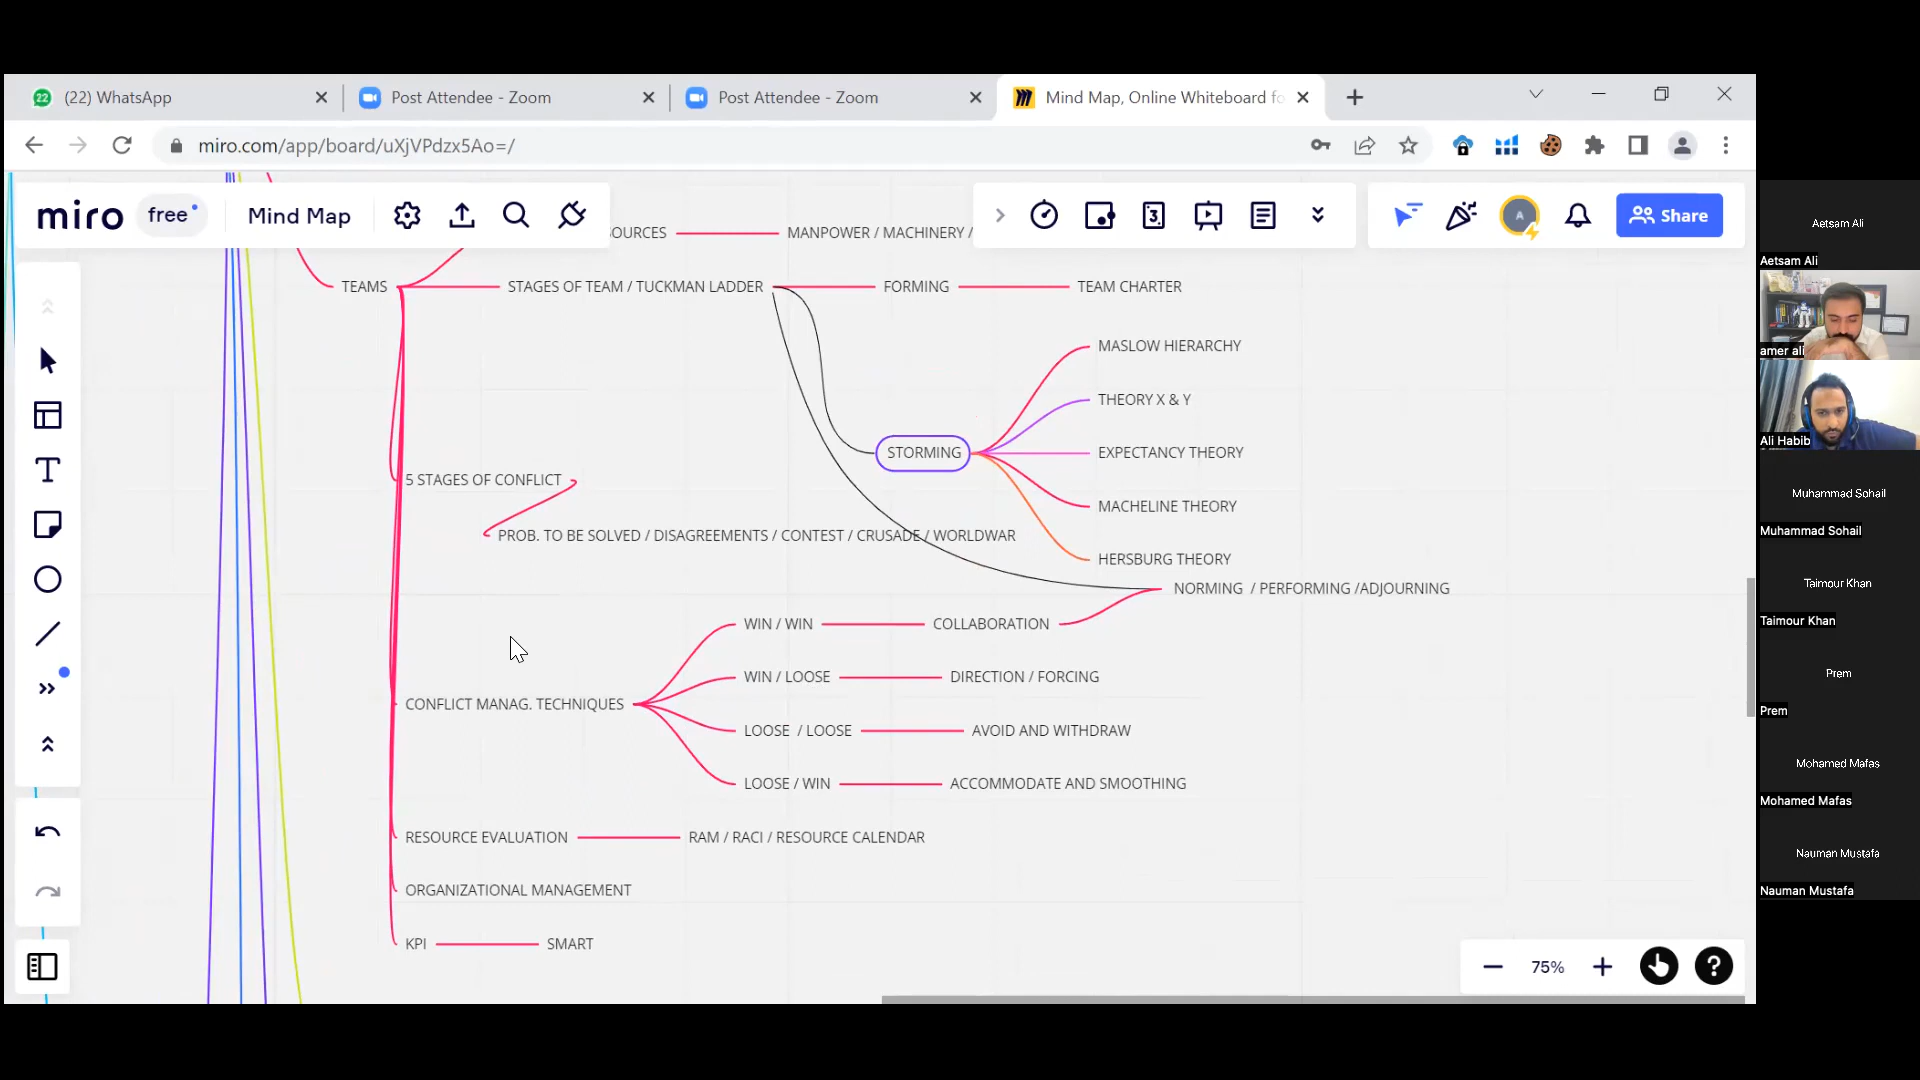 22
(22) WhatsApp
Post Attendee - Zoom
Post Attendee - Zoom
Mind Map, Online Whiteboard fo
miro.com/app/board/uXjVPdzx5Ao=/
miro
free
Mind Map
3
A
Share
OURCES
MANPOWER / MACHINERY /
TEAMS
STAGES OF TEAM / TUCKMAN LADDER
FORMING
TEAM CHARTER
MASLOW HIERARCHY
THEORY X & Y
STORMING
EXPECTANCY THEORY
5 STAGES OF CONFLICT
MACHELINE THEORY
PROB. TO BE SOLVED / DISAGREEMENTS / CONTEST / CRUSADE / WORLDWAR
HERSBURG THEORY
NORMING / PERFORMING /ADJOURNING
WIN / WIN
COLLABORATION
WIN / LOOSE
DIRECTION / FORCING
CONFLICT MANAG. TECHNIQUES
LOOSE / LOOSE
AVOID AND WITHDRAW
LOOSE / WIN
ACCOMMODATE AND SMOOTHING
RESOURCE EVALUATION
RAM / RACI / RESOURCE CALENDAR
ORGANIZATIONAL MANAGEMENT
KPI
SMART
75%
?
Aetsam Ali
Aetsam Ali
amer ali
Ali Habib
Muhammad Sohail
Muhammad Sohail
Taimour Khan
Taimour Khan
Prem
Prem
Mohamed Mafas
Mohamed Mafas
Nauman Mustafa
Nauman Mustafa